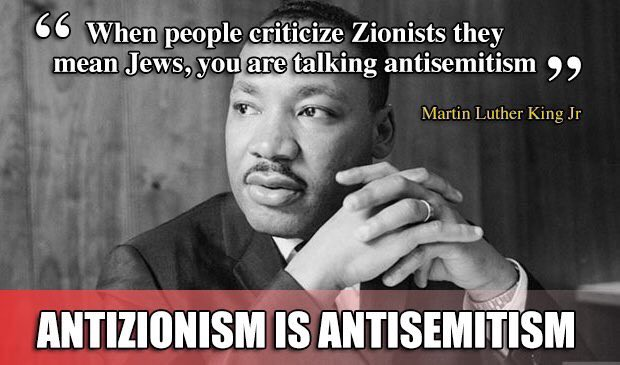 “ When people criticize Zionists they
mean Jews, you are talking antisemitism ”
Martin Luther King Jr
ANTIZIONISM IS ANTISEMITISM